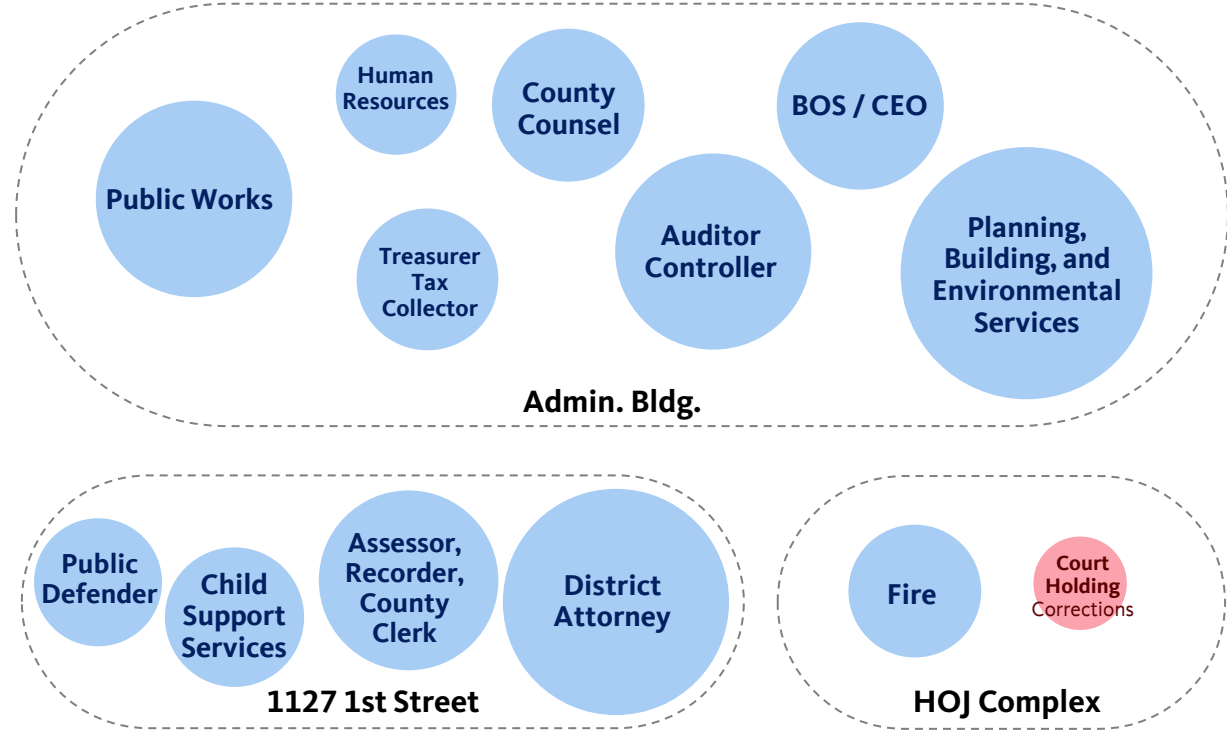 Public Works
Human
Resources
County
Counsel
BOS / CEO
Treasurer
Tax
Collector
Auditor
Controller
Planning,
Building, and
Environmental
Services
Admin. Bldg.
Public
Defender
Child
Support
Services
Assessor,
Recorder,
County
Clerk
District
Attorney
1127 1st Street
Fire
Court
Holding
Corrections
HOJ Complex